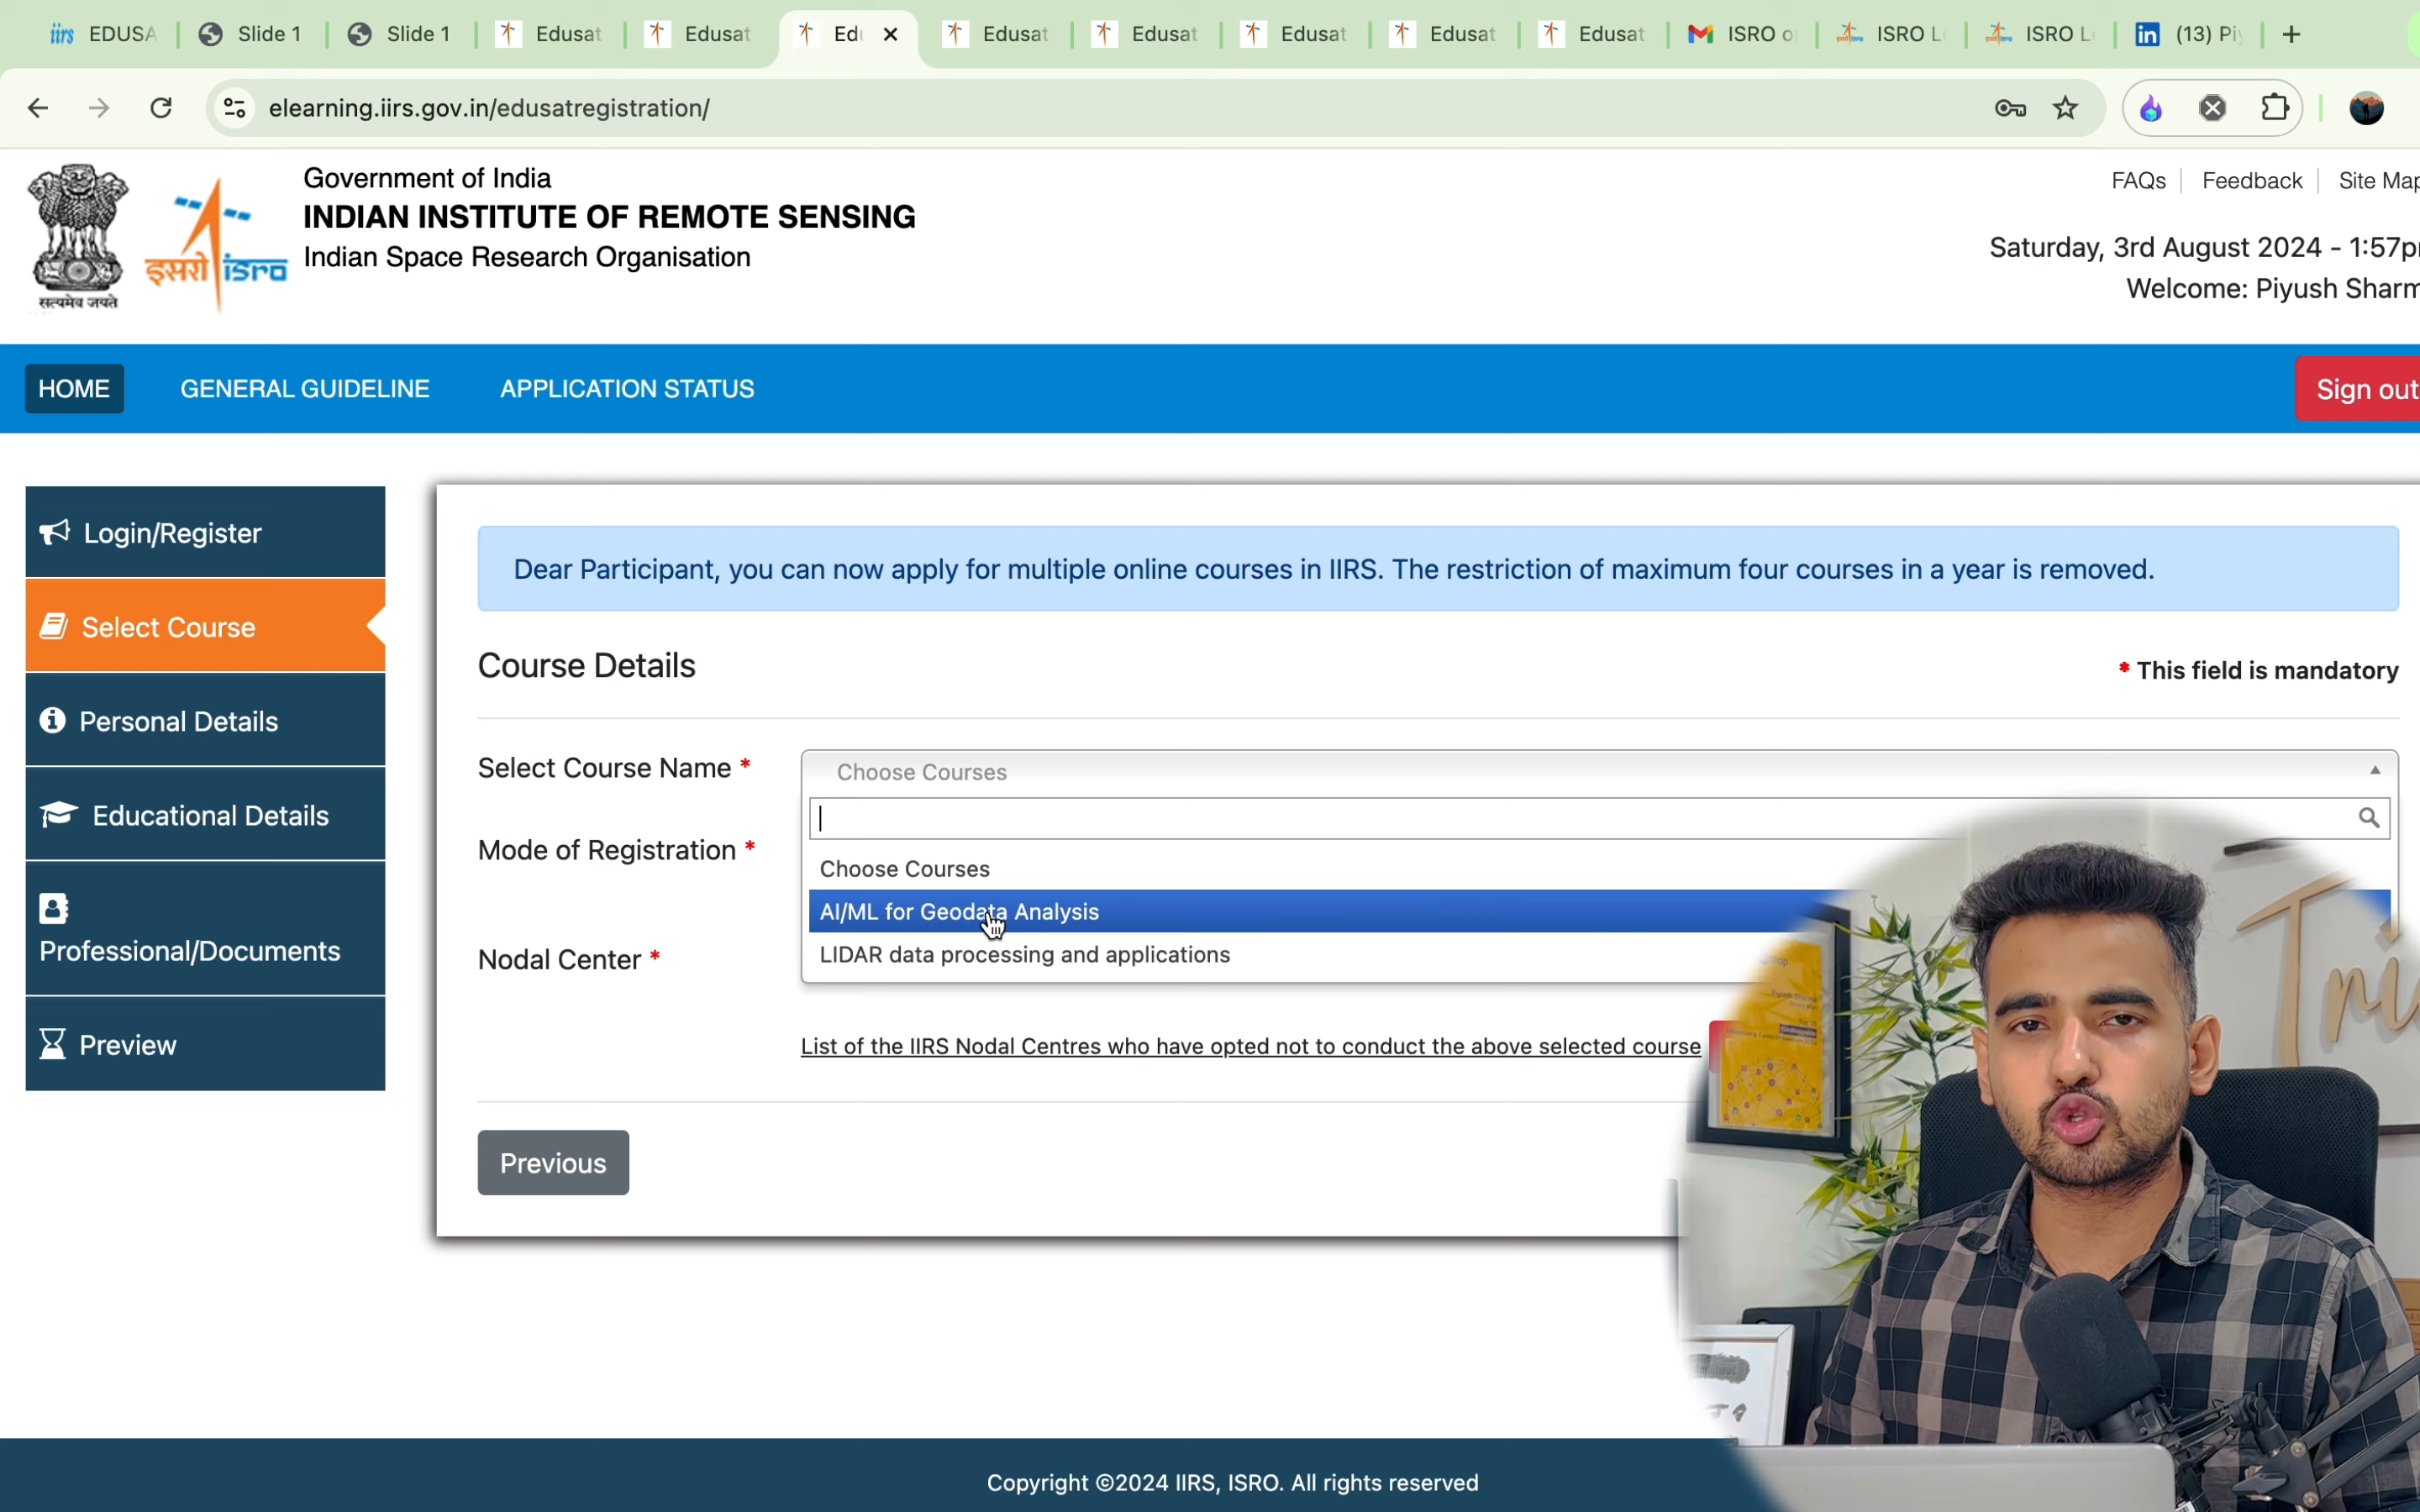 iirs EDUSA
Slide 1
Slide 1
Edusat
Edusat
Edu
Edusat
Edusat
Edusat
Edusat
Edusat
ISRO o
ISRO L
ISRO L
(13) Pi
elearning.iirs.gov.in/edusatregistration/
सत्यमेव जयते
इसरो isro
Government of India
INDIAN INSTITUTE OF REMOTE SENSING
Indian Space Research Organisation
FAQs
Feedback
Site Map
Saturday, 3rd August 2024 - 1:57p
Welcome: Piyush Sharm
HOME
GENERAL GUIDELINE
APPLICATION STATUS
Sign out
Login/Register
Select Course
Personal Details
Educational Details
Professional/Documents
Preview
Dear Participant, you can now apply for multiple online courses in IIRS. The restriction of maximum four courses in a year is removed.
Course Details
* This field is mandatory
Select Course Name *
Choose Courses
Mode of Registration *
Choose Courses
AI/ML for Geodata Analysis
LIDAR data processing and applications
Nodal Center *
List of the IIRS Nodal Centres who have opted not to conduct the above selected course
Previous
Copyright ©2024 IIRS, ISRO. All rights reserved